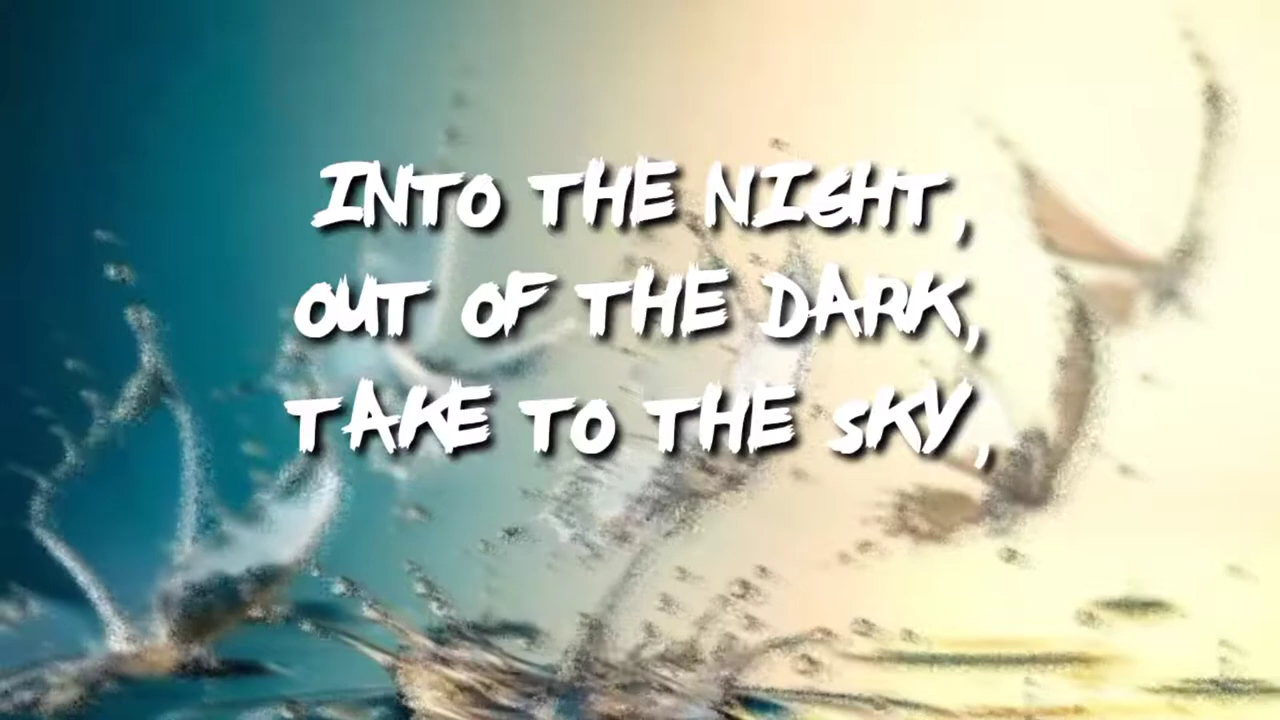 INTO THE NIGHT,
OUT OF THE DARK,
TAKE TO THE SKY,